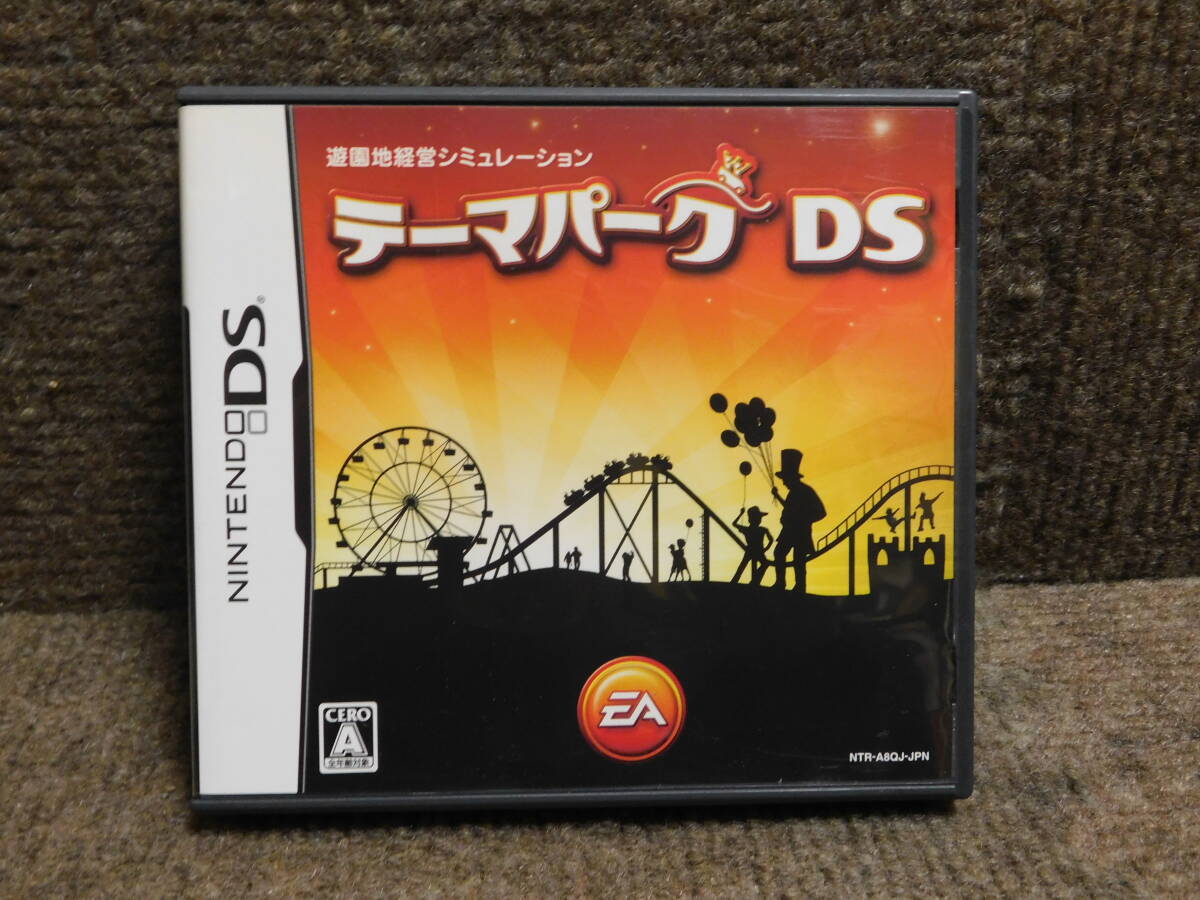 遊園地経営シミュレーション
テーマパーク DS
NINTENDO DS®
EA
CERO
A
全年齢対象
NTR-A8QJ-JPN